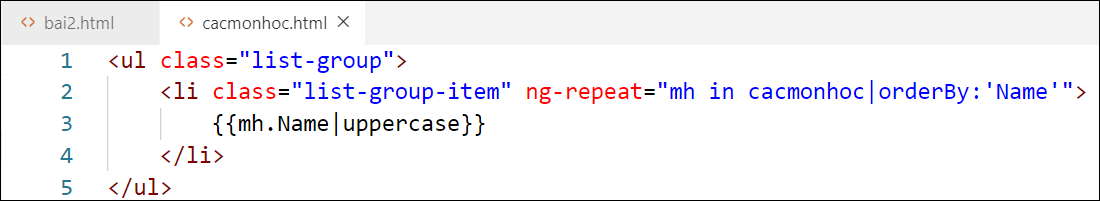 <> bai2.html <> cacmonhoc.html ×
1 <ul class="list-group">
2 <li class="list-group-item" ng-repeat="mh in cacmonhoc|orderBy:'Name'">
3 {{mh.Name|uppercase}}
4 </li>
5 </ul>